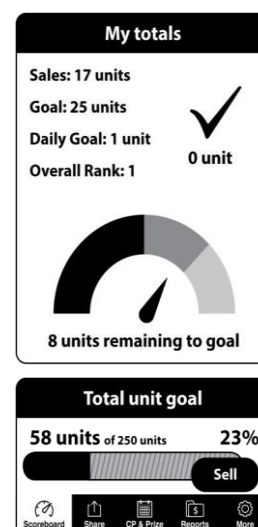 My totals
Sales: 17 units
Goal: 25 units
Daily Goal: 1 unit
0 unit
Overall Rank: 1
8 units remaining to goal
Total unit goal
58 units of 250 units 23%
Sell
Scoreboard Share CP & Prize Reports More